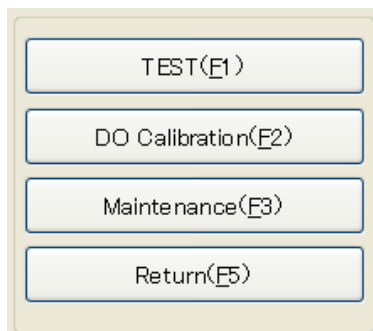 TEST(F1)
DO Calibration(F2)
Maintenance(F3)
Return(F5)